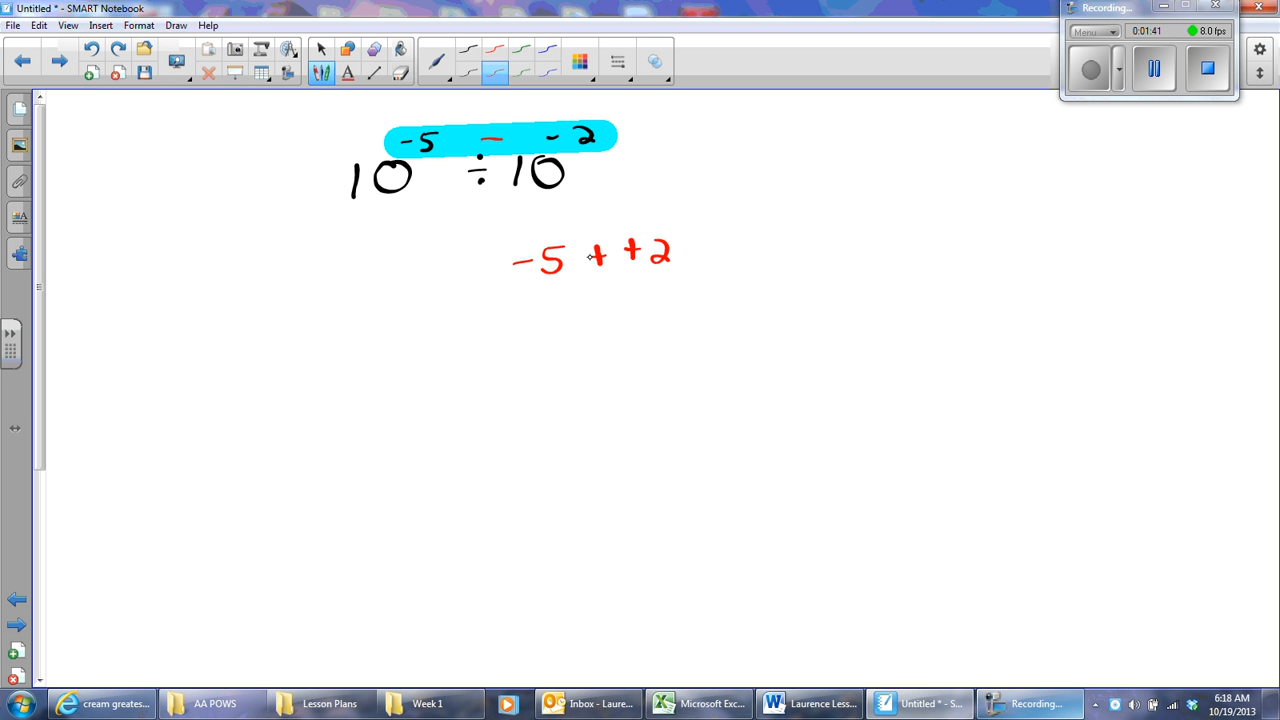 Untitled * - SMART Notebook
Recording...
File Edit View Insert Format Draw Help
Menu 0:01:41 8.0 fps
-5 - -2
10 ÷ 10
-5 + +2
cream greates... AA POWS Lesson Plans Week 1 Inbox - Laure... Microsoft Exc... Laurence Less... Untitled * - S... Recording... 6:18 AM
10/19/2013